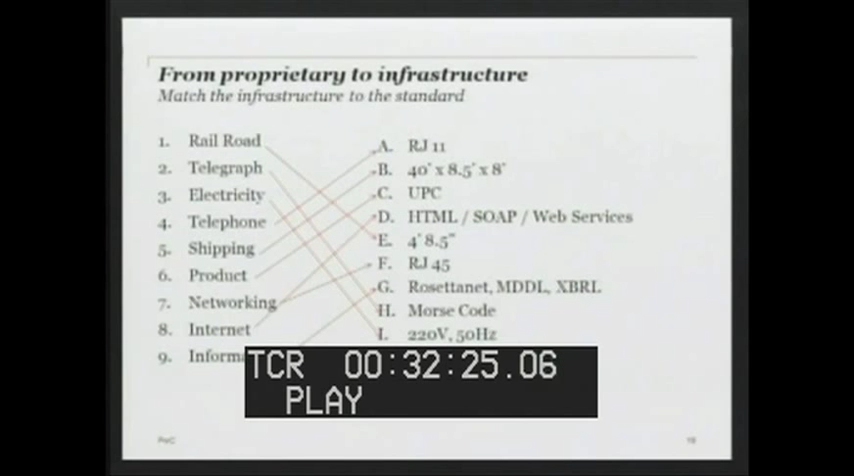 From proprietary to infrastructure
Match the infrastructure to the standard
1. Rail Road
2. Telegraph
3. Electricity
4. Telephone
5. Shipping
6. Product
7. Networking
8. Internet
9.
A. RJ 11
B. 40' x 8.5' x 8'
C. UPC
D. HTML / SOAP / Web Services
E. 4' 8.5"
F. RJ 45
G. Rosettanet, MDDL, XBRL
H. Morse Code
I. 220V, 50Hz
TCR 00:32:25.06
PLAY
PwC